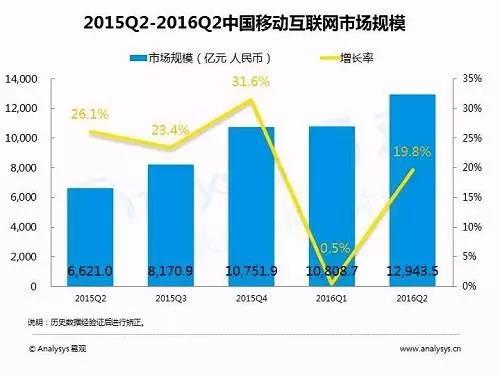 2015Q2-2016Q2中国移动互联网市场规模
市场规模（亿元 人民币） 增长率
14,000 35%
12,000 30%
10,000 25%
8,000 20%
6,000 15%
4,000 10%
2,000 5%
0 0%
26.1% 23.4% 31.6% 0.5% 19.8%
6,621.0 8,170.9 10,751.9 10,808.7 12,943.5
2015Q2 2015Q3 2015Q4 2016Q1 2016Q2
说明：历史数据经验证后进行矫正。
© Analysys 易观 www.analysys.cn